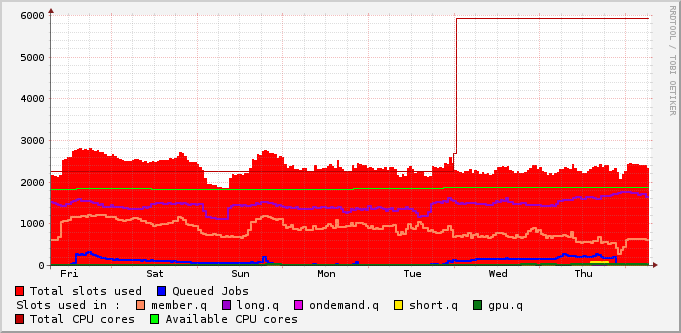 6000
5000
4000
3000
2000
1000
0
Fri Sat Sun Mon Tue Wed Thu
RRDTOOL / TOBI OETIKER
Total slots used Queued Jobs
Slots used in : member.q long.q ondemand.q short.q gpu.q
Total CPU cores Available CPU cores